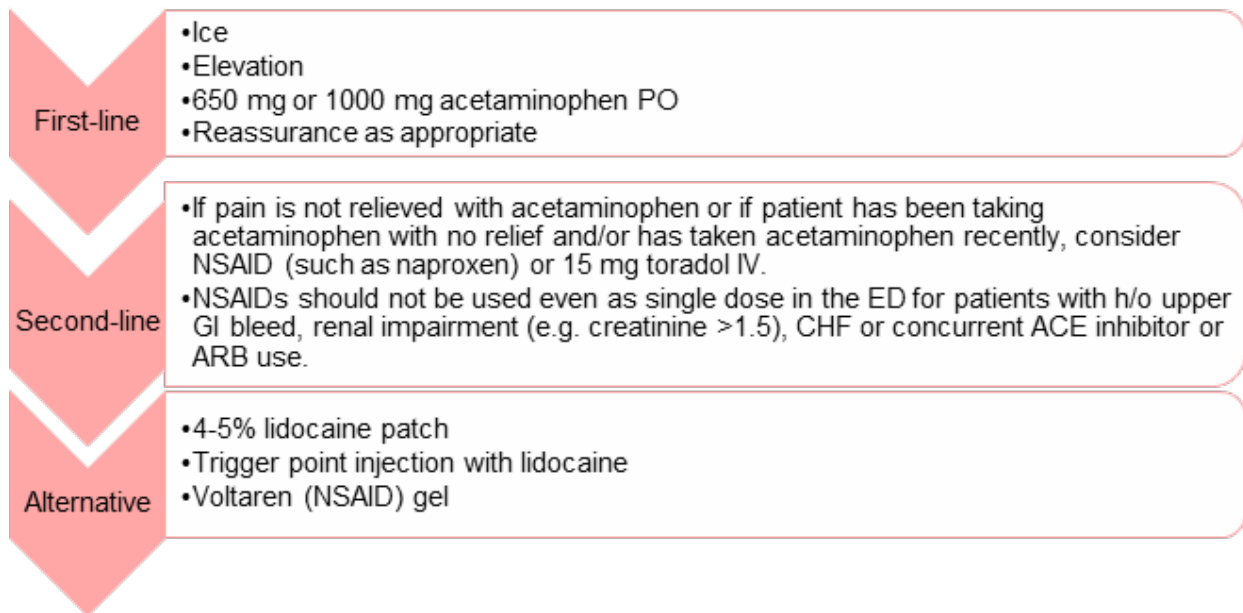 First-line
•Ice
•Elevation
•650 mg or 1000 mg acetaminophen PO
•Reassurance as appropriate
Second-line
•If pain is not relieved with acetaminophen or if patient has been taking
acetaminophen with no relief and/or has taken acetaminophen recently, consider
NSAID (such as naproxen) or 15 mg toradol IV.
•NSAIDs should not be used even as single dose in the ED for patients with h/o upper
GI bleed, renal impairment (e.g. creatinine >1.5), CHF or concurrent ACE inhibitor or
ARB use.
Alternative
•4-5% lidocaine patch
•Trigger point injection with lidocaine
•Voltaren (NSAID) gel